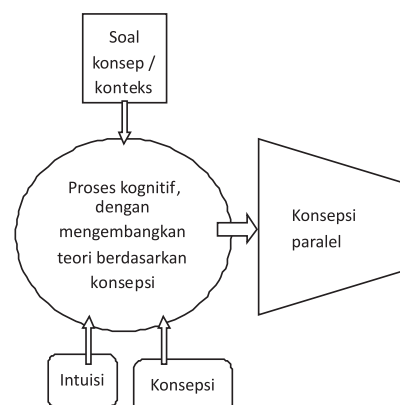 Soal
konsep /
konteks
Proses kognitif,
dengan
mengembangkan
teori berdasarkan
konsepsi
Konsepsi
paralel
Intuisi
Konsepsi